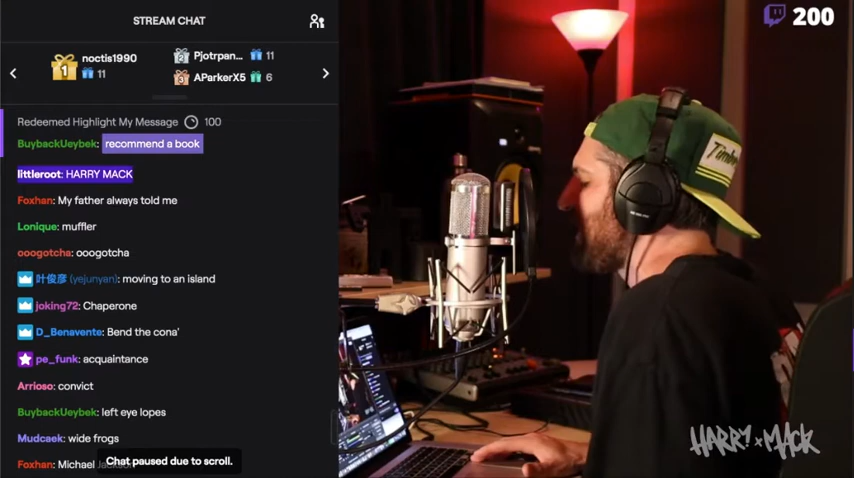 STREAM CHAT
200
noctis1990
11
Pjotrpan... 11
AParkerX5 6
1
2
3
Redeemed Highlight My Message 100
BuybackUeybek: recommend a book
littleroot: HARRY MACK
Foxhan: My father always told me
Lonique: muffler
ooogotcha: ooogotcha
叶俊彦 (yejunyan): moving to an island
joking72: Chaperone
D_Benavente: Bend the cona'
pe_funk: acquaintance
Arrioso: convict
BuybackUeybek: left eye lopes
Mudcaek: wide frogs
Foxhan: Michael
Chat paused due to scroll.
HARRY MACK